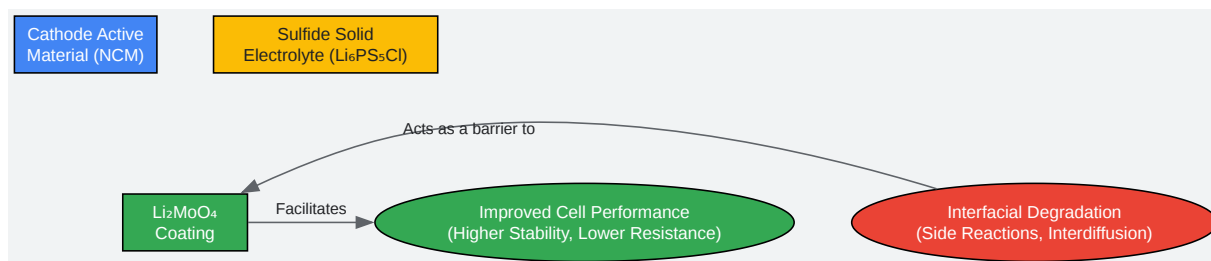 Cathode Active
Material (NCM)
Sulfide Solid
Electrolyte (Li₆PS₅Cl)
Acts as a barrier to
Li₂MoO₄
Coating
Facilitates
Improved Cell Performance
(Higher Stability, Lower Resistance)
Interfacial Degradation
(Side Reactions, Interdiffusion)